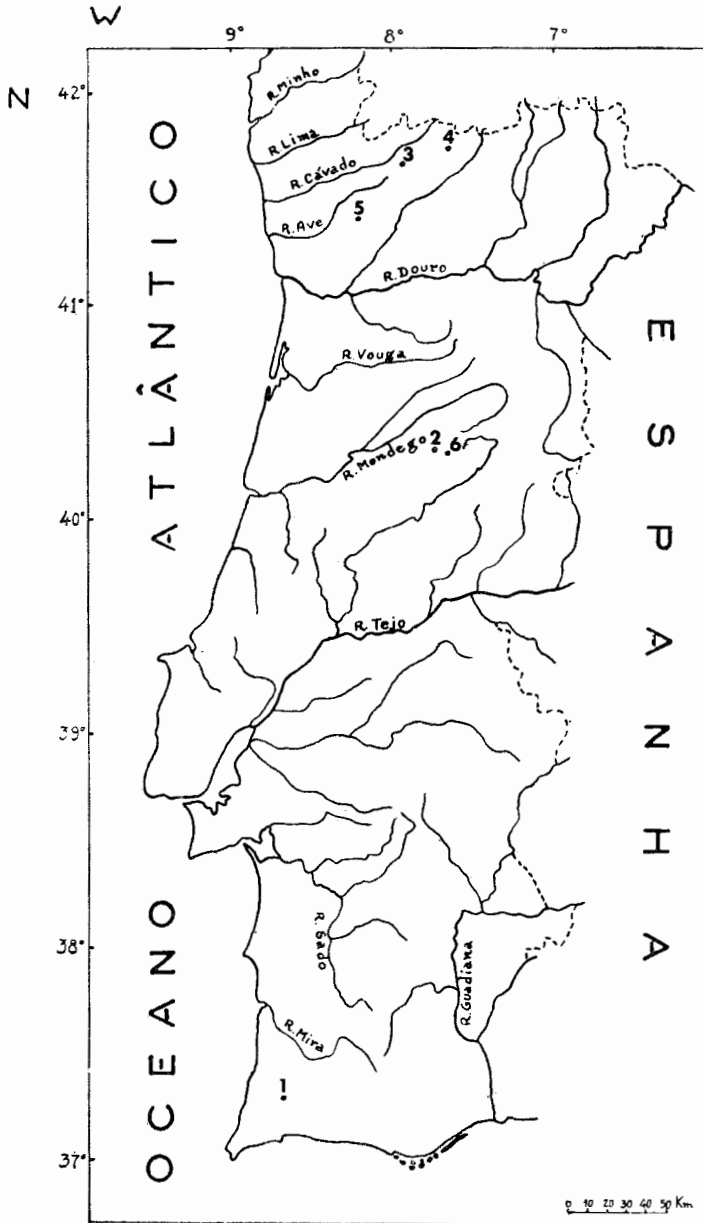 W
9° 8° 7°
N
42°
41°
40°
39°
38°
37°
ATLÂNTICO
OCEANO
ESPANHA
R. Minho
R. Lima
R. Cávado
3
4
R. Ave
5
R. Douro
R. Vouga
R. Mondego
2
6
R. Tejo
R. Sado
R. Guadiana
R. Mira
1
0 10 20 30 40 50 Km